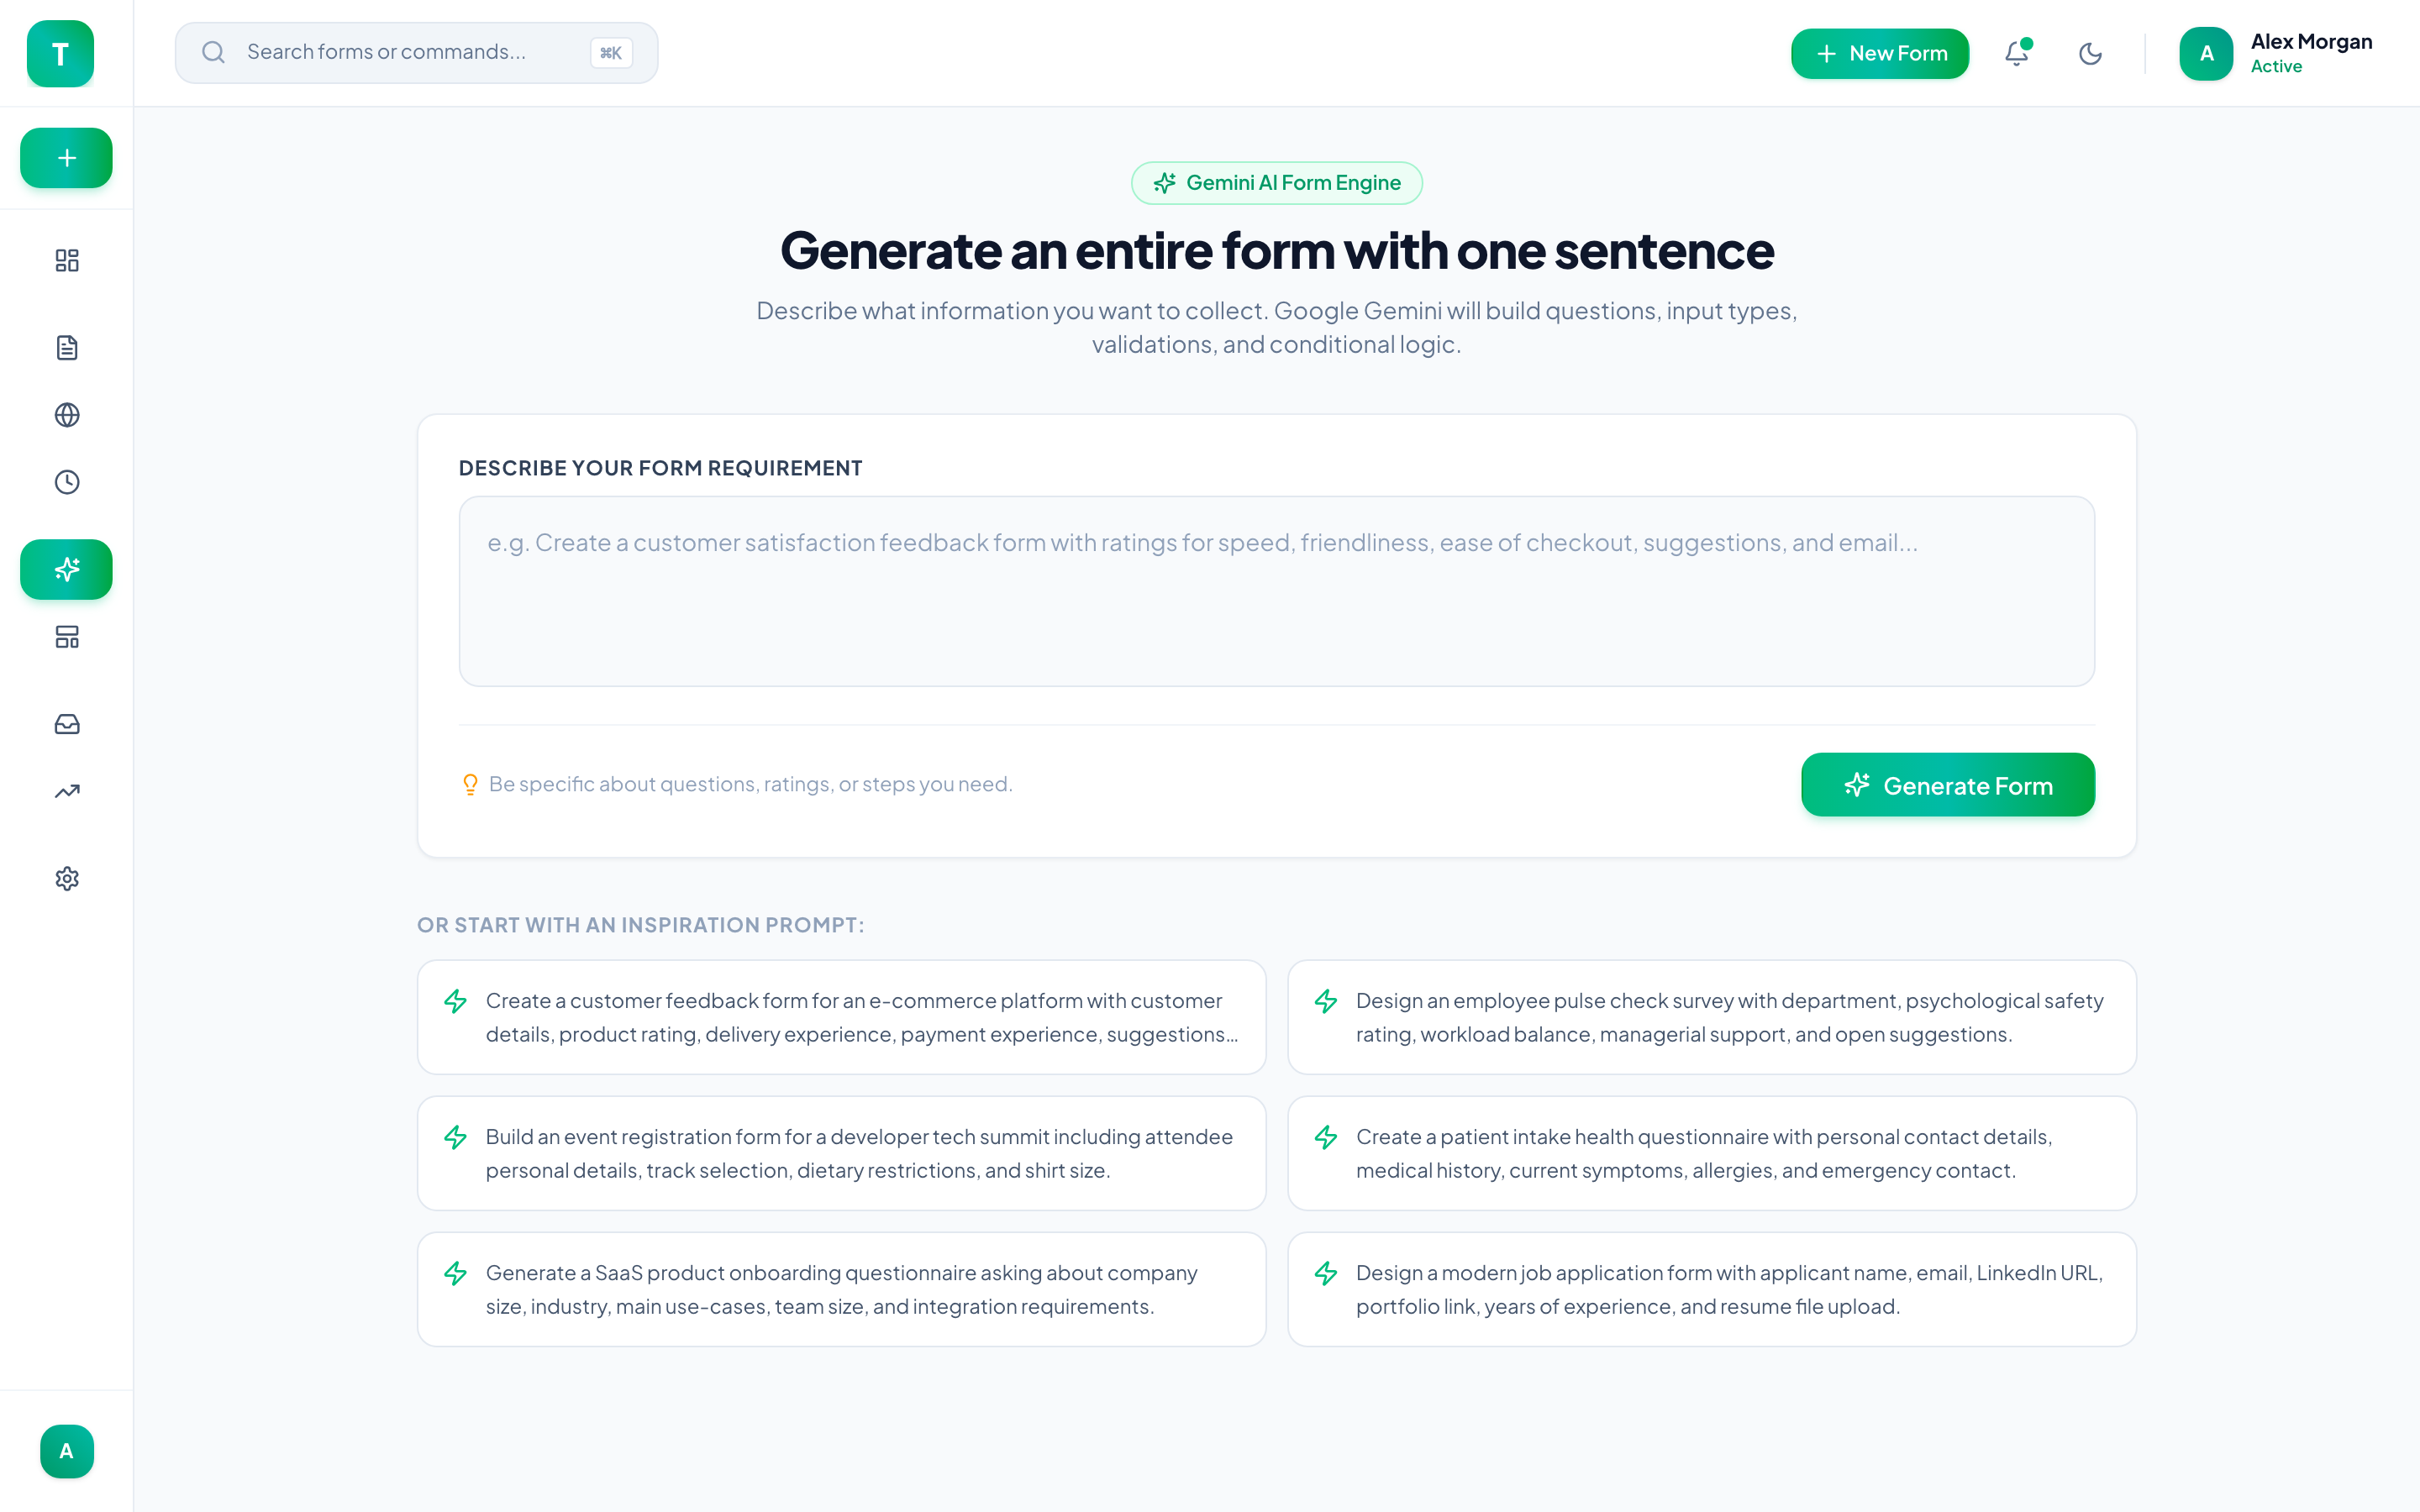 T
Search forms or commands...
⌘K
New Form
A
Alex Morgan
Active
Gemini AI Form Engine
Generate an entire form with one sentence
Describe what information you want to collect. Google Gemini will build questions, input types,
validations, and conditional logic.
DESCRIBE YOUR FORM REQUIREMENT
e.g. Create a customer satisfaction feedback form with ratings for speed, friendliness, ease of checkout, suggestions, and email...
Be specific about questions, ratings, or steps you need.
Generate Form
OR START WITH AN INSPIRATION PROMPT:
Create a customer feedback form for an e-commerce platform with customer
details, product rating, delivery experience, payment experience, suggestions...
Design an employee pulse check survey with department, psychological safety
rating, workload balance, managerial support, and open suggestions.
Build an event registration form for a developer tech summit including attendee
personal details, track selection, dietary restrictions, and shirt size.
Create a patient intake health questionnaire with personal contact details,
medical history, current symptoms, allergies, and emergency contact.
Generate a SaaS product onboarding questionnaire asking about company
size, industry, main use-cases, team size, and integration requirements.
Design a modern job application form with applicant name, email, LinkedIn URL,
portfolio link, years of experience, and resume file upload.
A